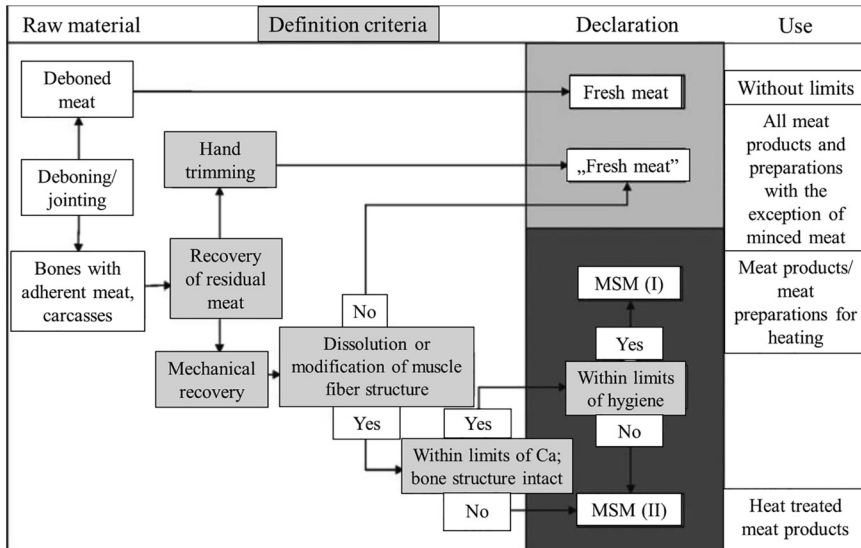 Raw material
Definition criteria
Declaration
Use
Deboned
meat
Fresh meat
Without limits
Hand
trimming
„Fresh meat”
All meat
products and
preparations
with the
exception of
minced meat
Deboning/
jointing
Bones with
adherent meat,
carcasses
Recovery
of residual
meat
MSM (I)
Meat products/
meat
preparations for
heating
No
Yes
Mechanical
recovery
Dissolution or
modification of muscle
fiber structure
Within limits
of hygiene
Yes
Yes
No
Within limits of Ca;
bone structure intact
No
MSM (II)
Heat treated
meat products